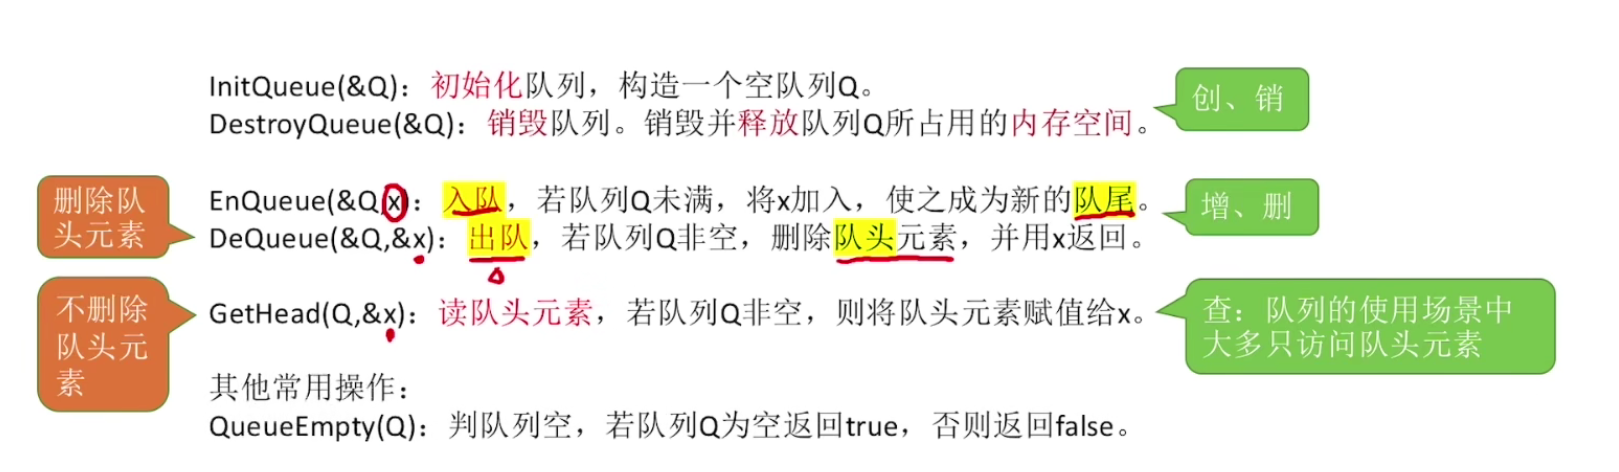 InitQueue(&Q)：初始化队列，构造一个空队列Q。
DestroyQueue(&Q)：销毁队列。销毁并释放队列Q所占用的内存空间。
创、销
删除队
头元素
EnQueue(&Q,x)：入队，若队列Q未满，将x加入，使之成为新的队尾。
DeQueue(&Q,&x)：出队，若队列Q非空，删除队头元素，并用x返回。
增、删
不删除
队头元
素
GetHead(Q,&x)：读队头元素，若队列Q非空，则将队头元素赋值给x。
查：队列的使用场景中
大多只访问队头元素
其他常用操作：
QueueEmpty(Q)：判队列空，若队列Q为空返回true，否则返回false。